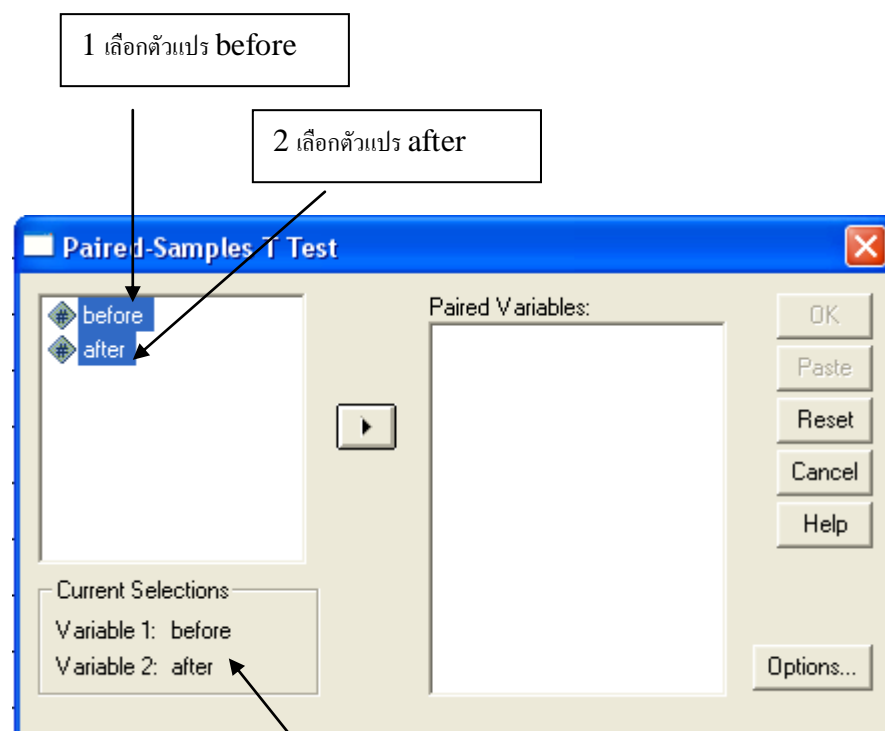 1 เลือกตัวแปร before
2 เลือกตัวแปร after
Paired-Samples T Test
before
after
Paired Variables:
OK
Paste
Reset
Cancel
Help
Current Selections
Variable 1: before
Variable 2: after
Options...